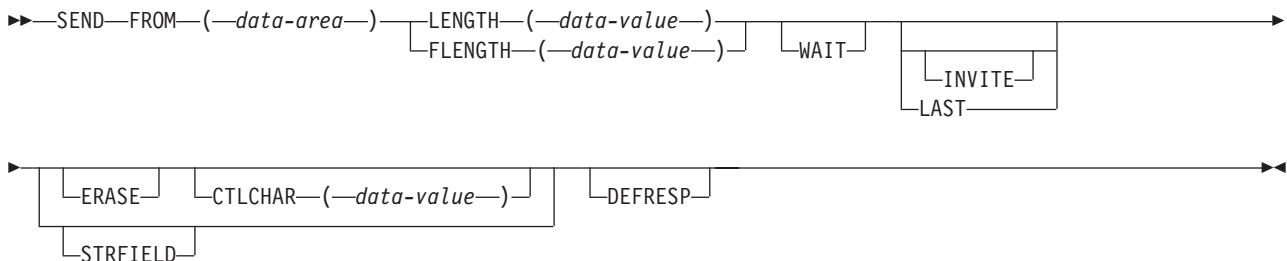 SEND FROM ( data-area ) LENGTH ( data-value )
FLENGTH ( data-value ) WAIT
INVITE
LAST
ERASE CTLCHAR ( data-value ) DEFRESP
STRFIELD